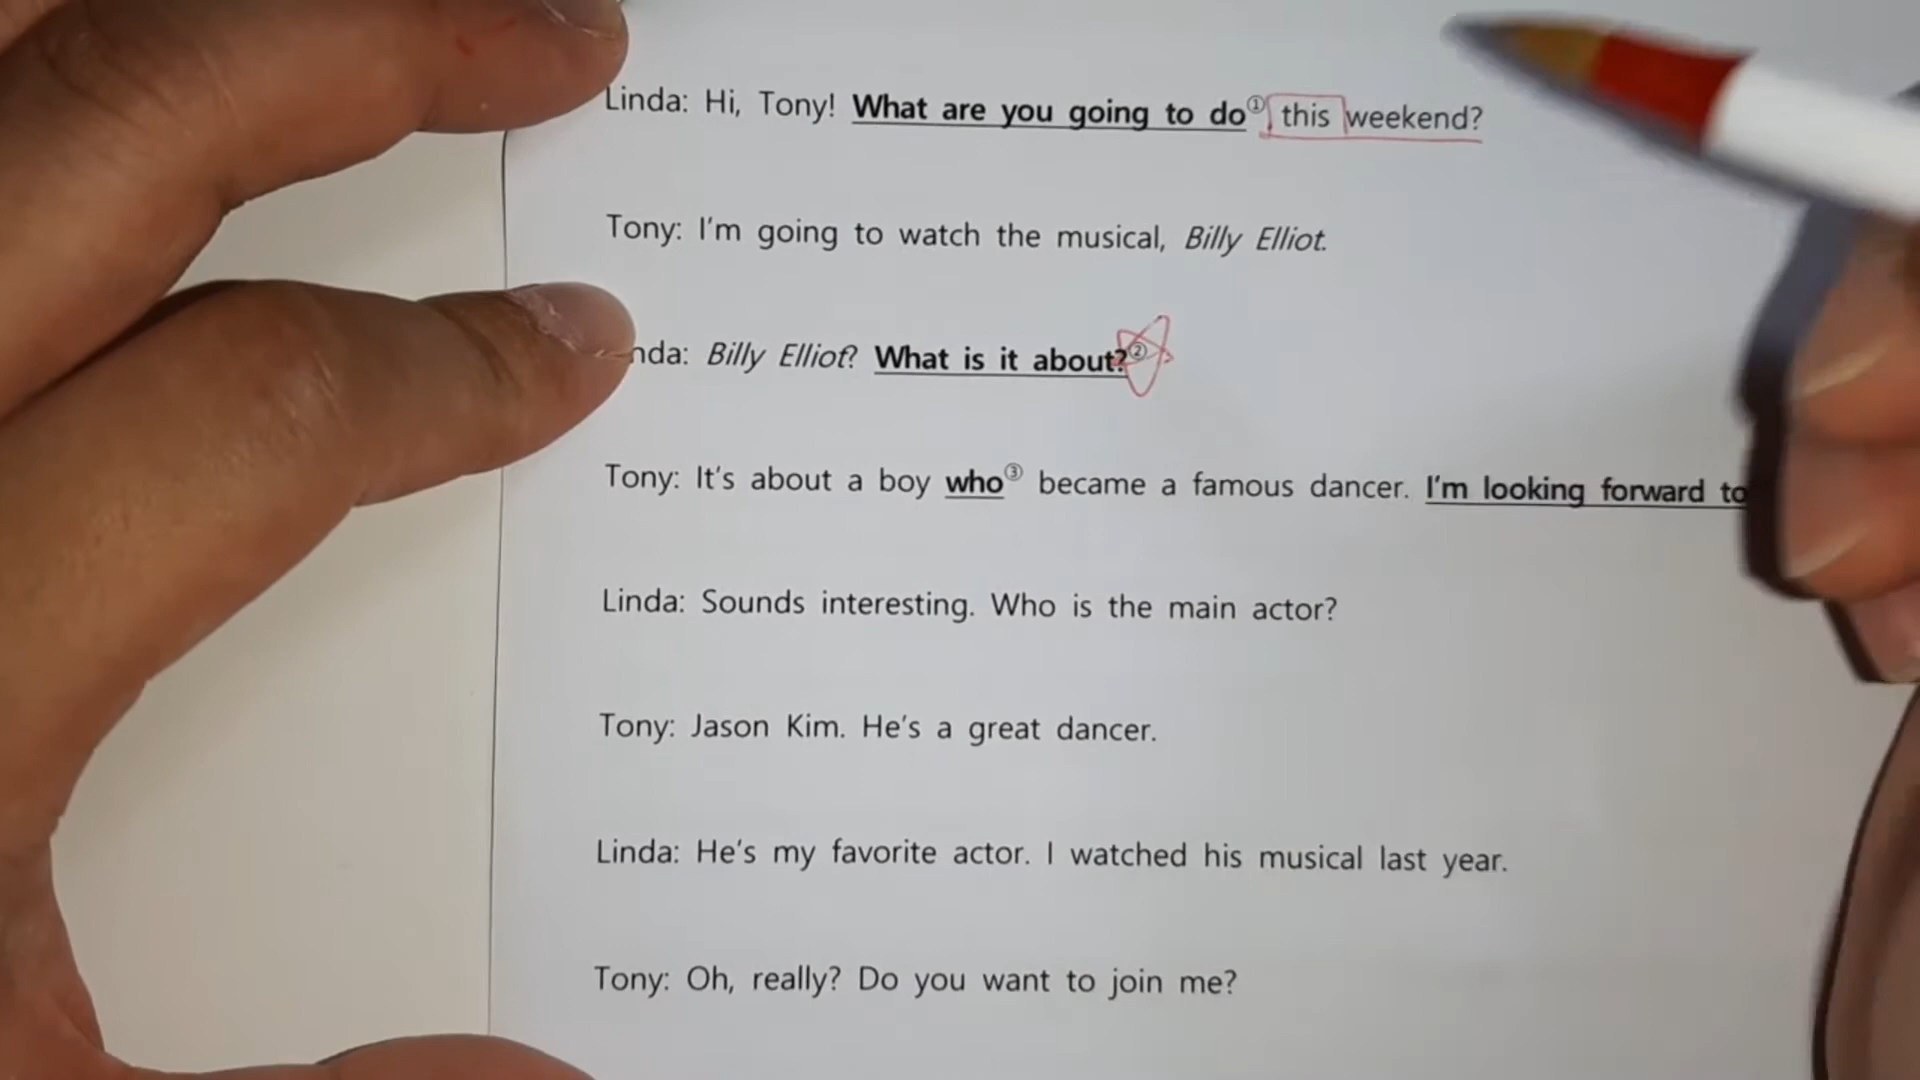 Linda: Hi, Tony! What are you going to do① this weekend?
Tony: I'm going to watch the musical, Billy Elliot.
nda: Billy Elliot? What is it about?②
Tony: It's about a boy who③ became a famous dancer. I'm looking forward to
Linda: Sounds interesting. Who is the main actor?
Tony: Jason Kim. He's a great dancer.
Linda: He's my favorite actor. I watched his musical last year.
Tony: Oh, really? Do you want to join me?